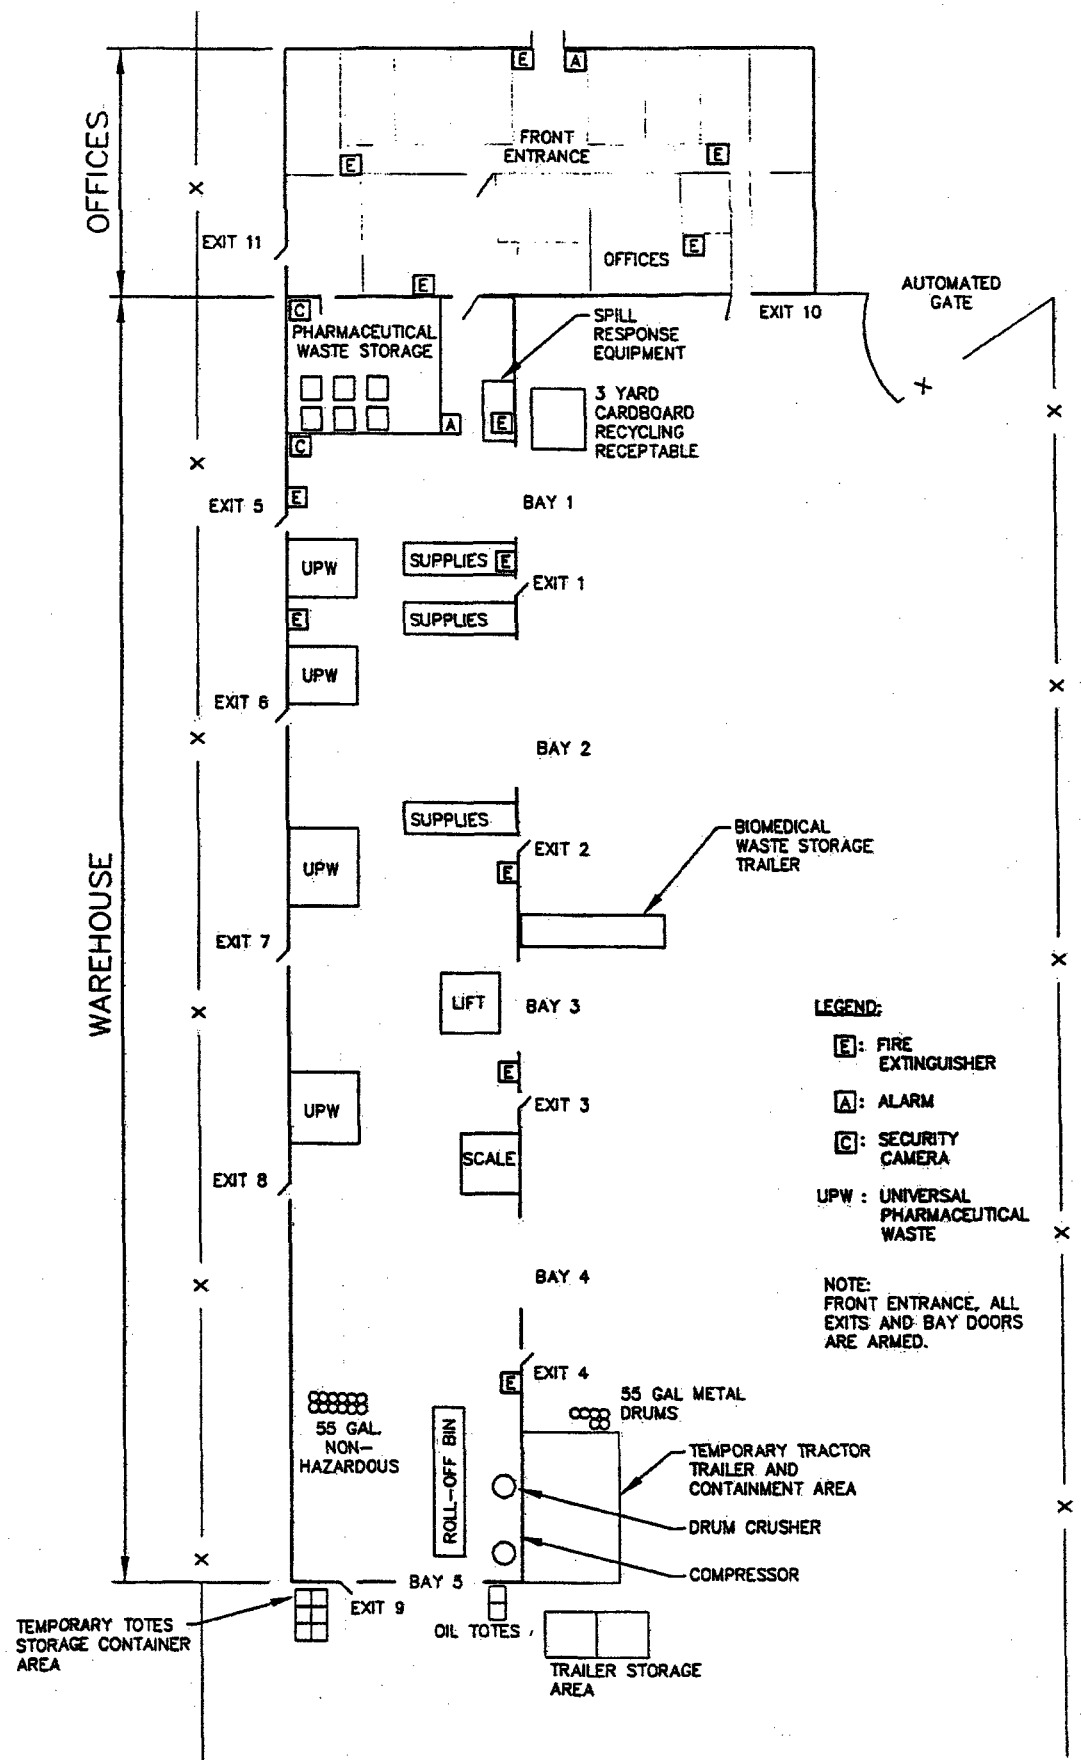 E
A
OFFICES
FRONT
ENTRANCE
E
E
EXIT 11
E
OFFICES
E
AUTOMATED
GATE
C
EXIT 10
SPILL
RESPONSE
EQUIPMENT
PHARMACEUTICAL
WASTE STORAGE
3 YARD
CARDBOARD
RECYCLING
RECEPTABLE
A
E
C
E
EXIT 5
BAY 1
UPW
SUPPLIES E
EXIT 1
E
SUPPLIES
UPW
EXIT 6
BAY 2
SUPPLIES
BIOMEDICAL
WASTE STORAGE
TRAILER
EXIT 2
E
UPW
WAREHOUSE
EXIT 7
LIFT
BAY 3
LEGEND:
E: FIRE
EXTINGUISHER
A: ALARM
C: SECURITY
CAMERA
UPW : UNIVERSAL
PHARMACEUTICAL
WASTE
E
EXIT 3
UPW
SCALE
EXIT 8
BAY 4
NOTE:
FRONT ENTRANCE, ALL
EXITS AND BAY DOORS
ARE ARMED.
EXIT 4
E
55 GAL METAL
DRUMS
55 GAL.
NON-
HAZARDOUS
ROLL-OFF BIN
TEMPORARY TRACTOR
TRAILER AND
CONTAINMENT AREA
DRUM CRUSHER
COMPRESSOR
BAY 5
EXIT 9
TEMPORARY TOTES
STORAGE CONTAINER
AREA
OIL TOTES
TRAILER STORAGE
AREA